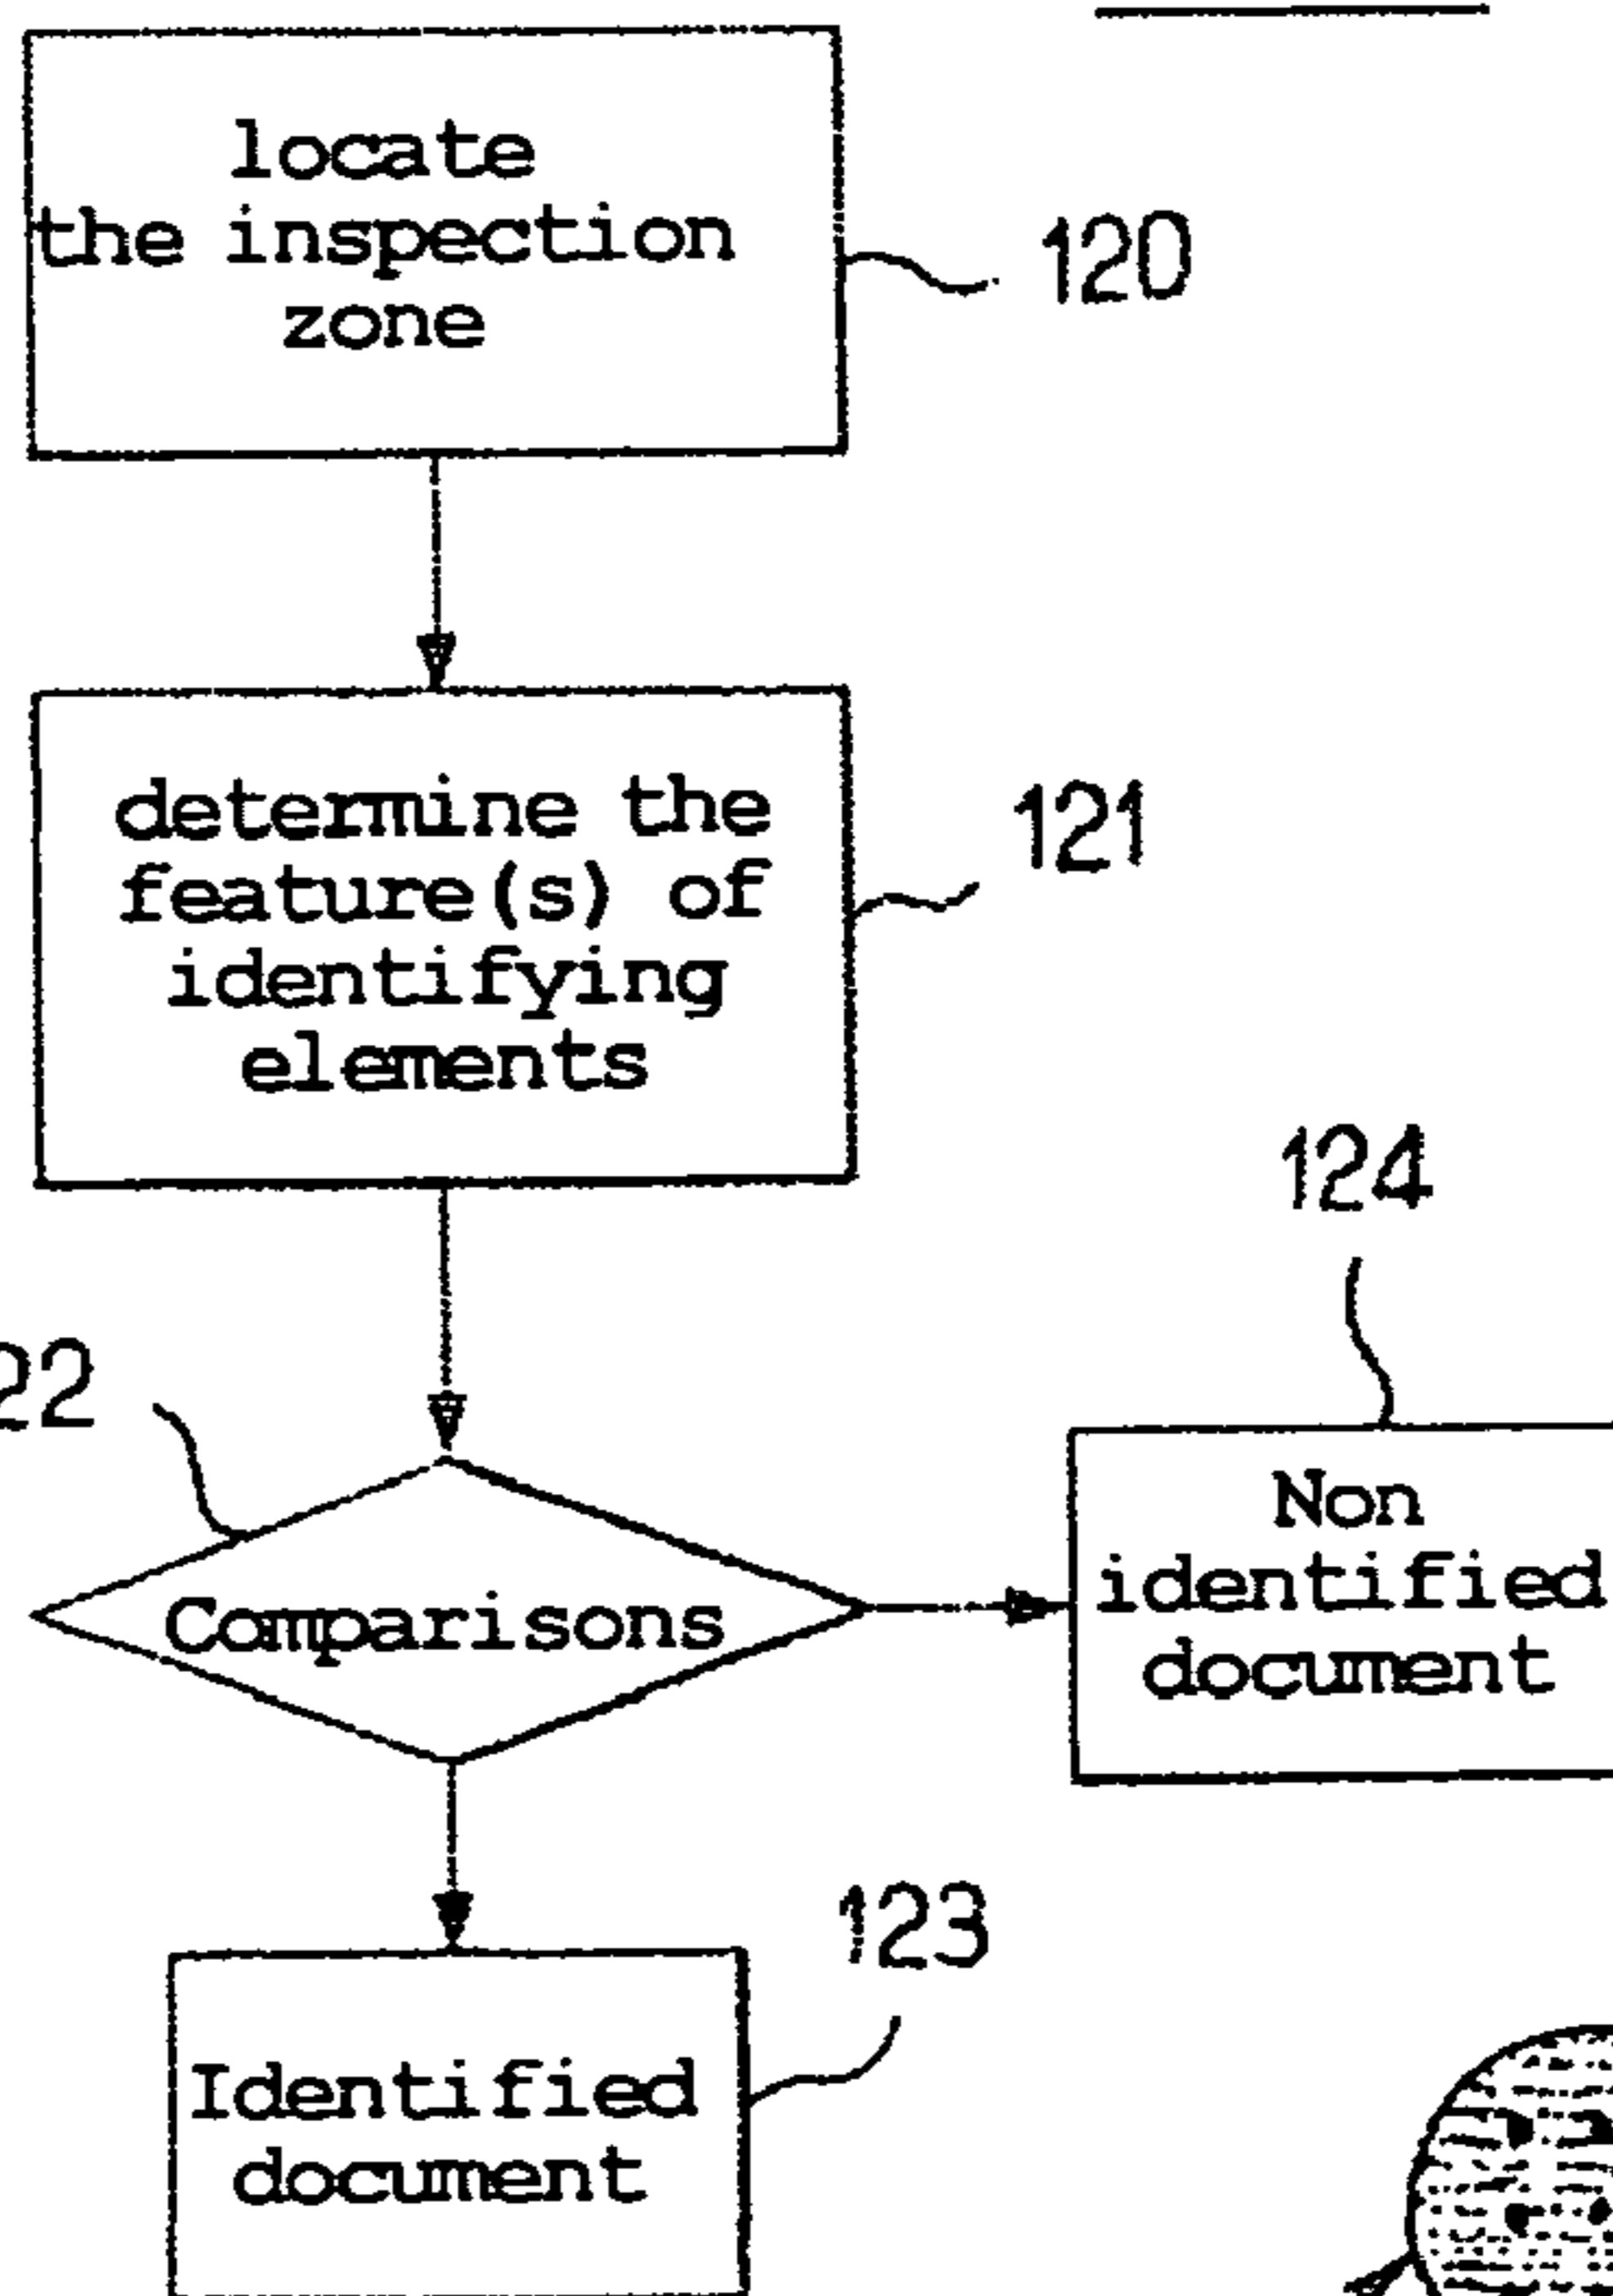 locate
the inspection
zone
120
determine the
feature(s) of
identifying
elements
121
124
22
Non
identified
document
Comparisons
123
Identified
document